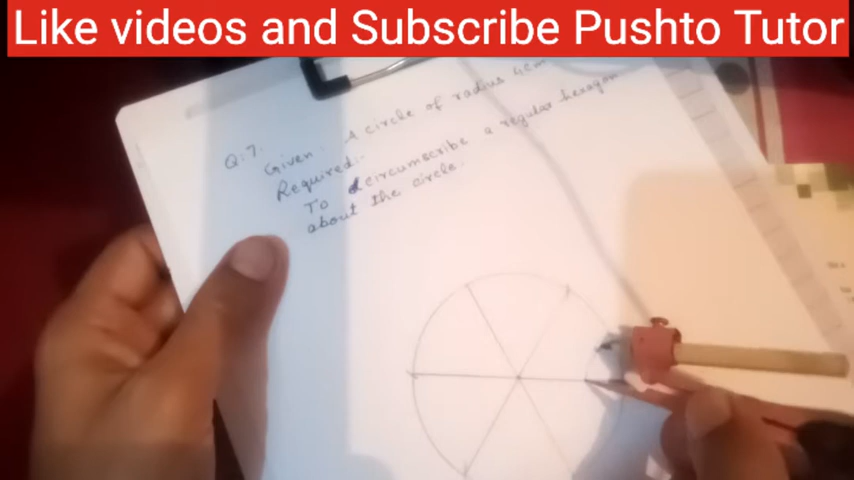 Like videos and Subscribe Pushto Tutor
Q:7.
Given: A circle of radius 4cm
Required:-
To circumscribe a regular hexagon
about the circle.